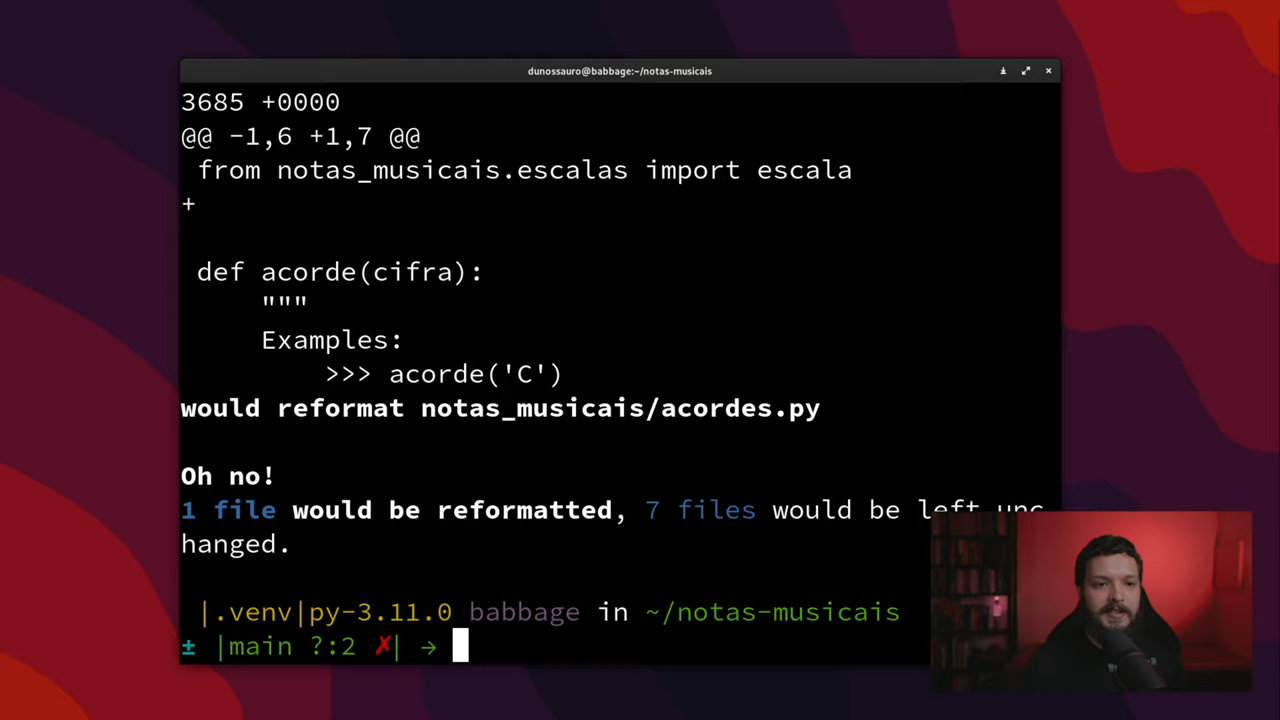 dunossauro@babbage:~/notas-musicais
3685 +0000
@@ -1,6 +1,7 @@
 from notas_musicais.escalas import escala
+
 def acorde(cifra):
     """
     Examples:
         >>> acorde('C')
would reformat notas_musicais/acordes.py
Oh no!
1 file would be reformatted, 7 files would be left unc
hanged.
|.venv|py-3.11.0 babbage in ~/notas-musicais
± |main ?:2 ✗| →